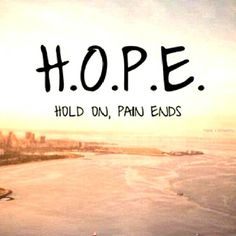 H.O.P.E.
HOLD ON, PAIN ENDS